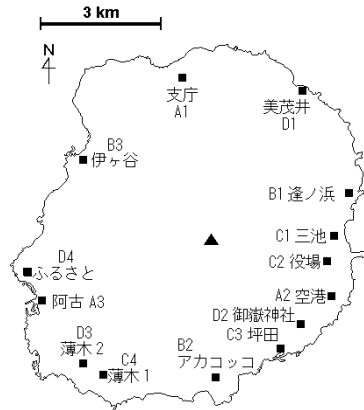 3 km
N
支庁
A1
美茂井
D1
B3
伊ヶ谷
B1 逢ノ浜
C1 三池
C2 役場
D4
ふるさと
阿古 A3
A2 空港
D2 御嶽神社
C3 坪田
D3
薄木 2
C4
薄木 1
B2
アカコッコ